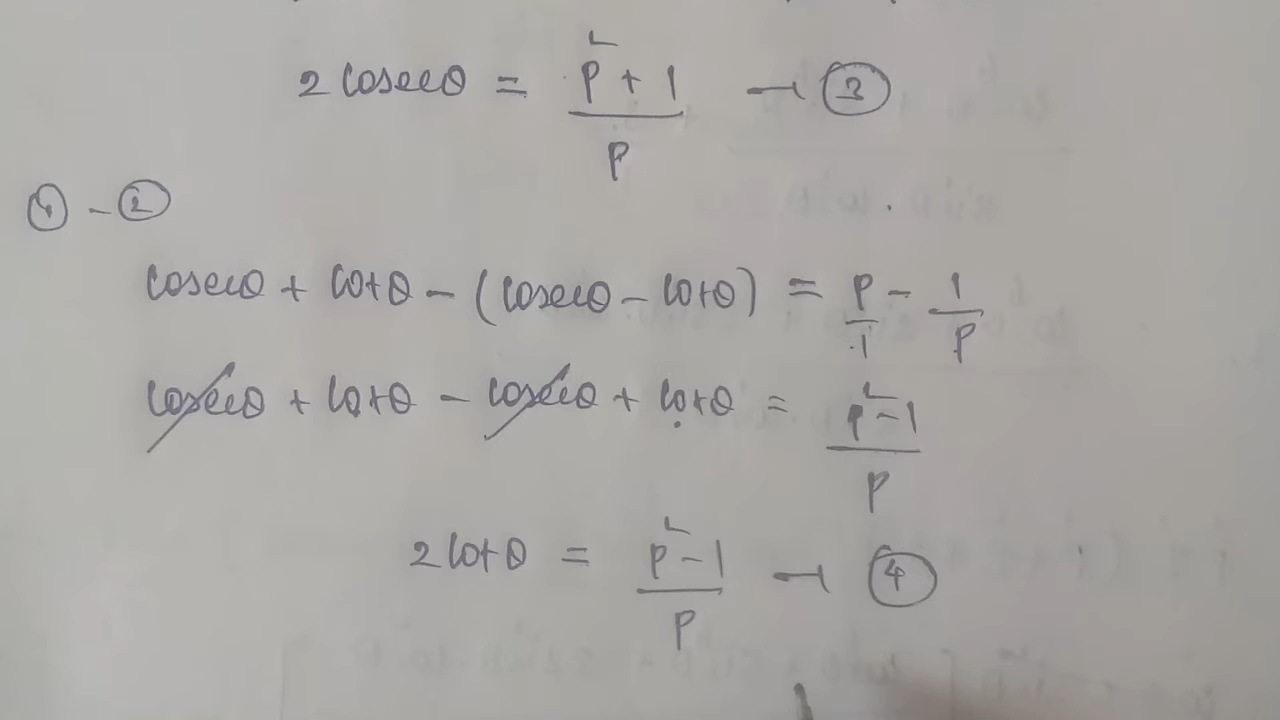 2 cosecθ = p² + 1 / p — ③
① - ②
cosecθ + cotθ - (cosecθ - cotθ) = p/1 - 1/p
cosecθ + cotθ - cosecθ + cotθ = p² - 1 / p
2 cotθ = p² - 1 / p — ④